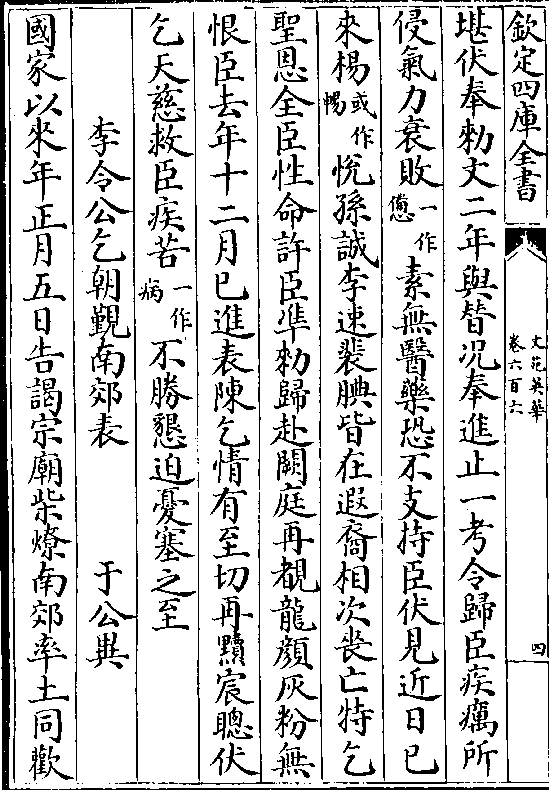 欽定四庫全書
文苑英華
卷六百六
四
堪伏奉勅文二年與替况奉進止一考令歸臣疾癘所
侵氣力衰敗一作憊素無醫藥恐不支持臣伏見近日已
來楊或作暢悅孫誠李速裴腆皆在遐裔相次喪亡特乞
聖恩全臣性命許臣準勅歸赴闕庭再覩龍顔灰粉無
恨臣去年十二月已進表陳乞情有至切再黷宸聰伏
乞天慈救臣疾苦一作病不勝懇迫憂塞之至
李令公乞朝覲南郊表 于公異
國家以來年正月五日告謁宗廟柴燎南郊率土同歡